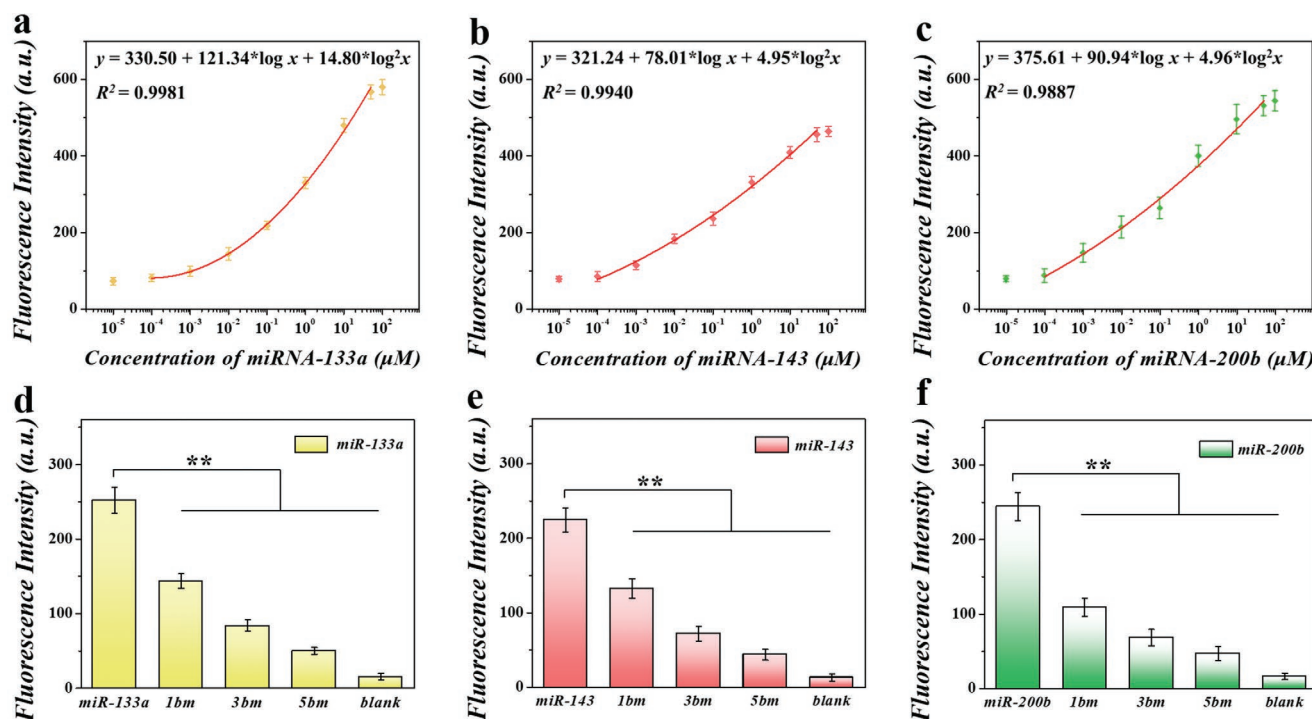 a
y = 330.50 + 121.34*log x + 14.80*log²x
R² = 0.9981
Fluorescence Intensity (a.u.)
600
400
200
0
10⁻⁵ 10⁻⁴ 10⁻³ 10⁻² 10⁻¹ 10⁰ 10¹ 10²
Concentration of miRNA-133a (μM)
b
y = 321.24 + 78.01*log x + 4.95*log²x
R² = 0.9940
Fluorescence Intensity (a.u.)
600
400
200
0
10⁻⁵ 10⁻⁴ 10⁻³ 10⁻² 10⁻¹ 10⁰ 10¹ 10²
Concentration of miRNA-143 (μM)
c
y = 375.61 + 90.94*log x + 4.96*log²x
R² = 0.9887
Fluorescence Intensity (a.u.)
600
400
200
0
10⁻⁵ 10⁻⁴ 10⁻³ 10⁻² 10⁻¹ 10⁰ 10¹ 10²
Concentration of miRNA-200b (μM)
d
miR-133a
**
Fluorescence Intensity (a.u.)
300
200
100
0
miR-133a 1bm 3bm 5bm blank
e
miR-143
**
Fluorescence Intensity (a.u.)
300
200
100
0
miR-143 1bm 3bm 5bm blank
f
miR-200b
**
Fluorescence Intensity (a.u.)
300
200
100
0
miR-200b 1bm 3bm 5bm blank